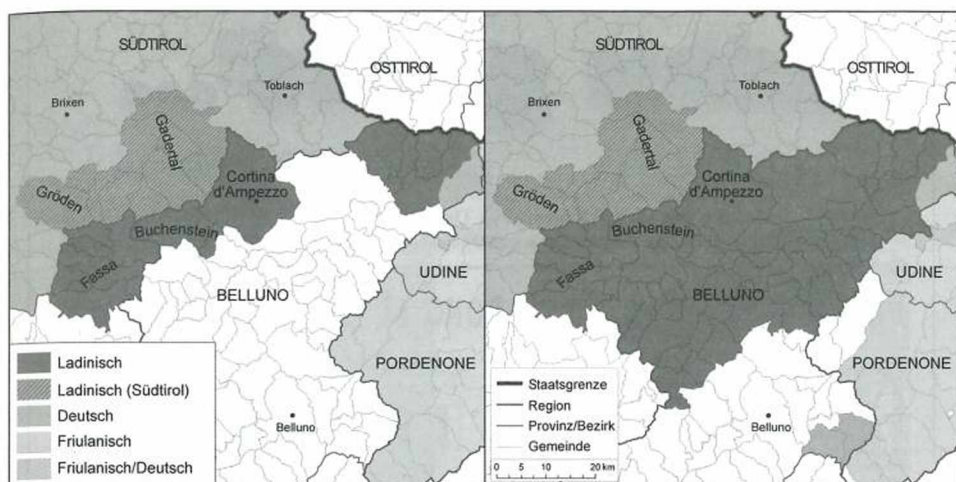 SÜDTIROL
OSTTIROL
Brixen
Toblach
Gadertal
Gröden
Cortina
d'Ampezzo
Buchenstein
Fassa
UDINE
BELLUNO
PORDENONE
Belluno
Ladinisch
Ladinisch (Südtirol)
Deutsch
Friulanisch
Friulanisch/Deutsch
SÜDTIROL
OSTTIROL
Brixen
Toblach
Gadertal
Gröden
Cortina
d'Ampezzo
Buchenstein
Fassa
UDINE
BELLUNO
PORDENONE
Belluno
Staatsgrenze
Region
Provinz/Bezirk
Gemeinde
0 5 10 20 km